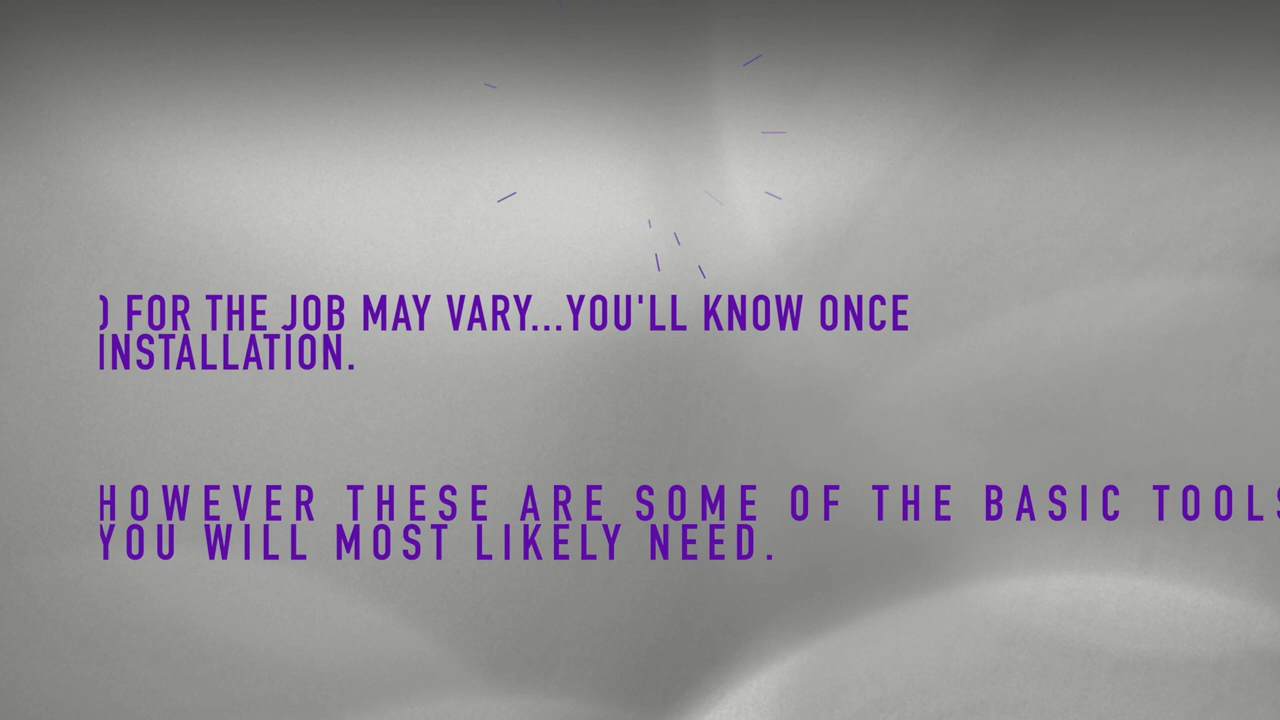 FOR THE JOB MAY VARY...YOU'LL KNOW ONCE
INSTALLATION.
HOWEVER THESE ARE SOME OF THE BASIC TOOLS
YOU WILL MOST LIKELY NEED.